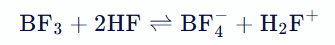 BF₃ + 2HF ⇌ BF₄⁻ + H₂F⁺